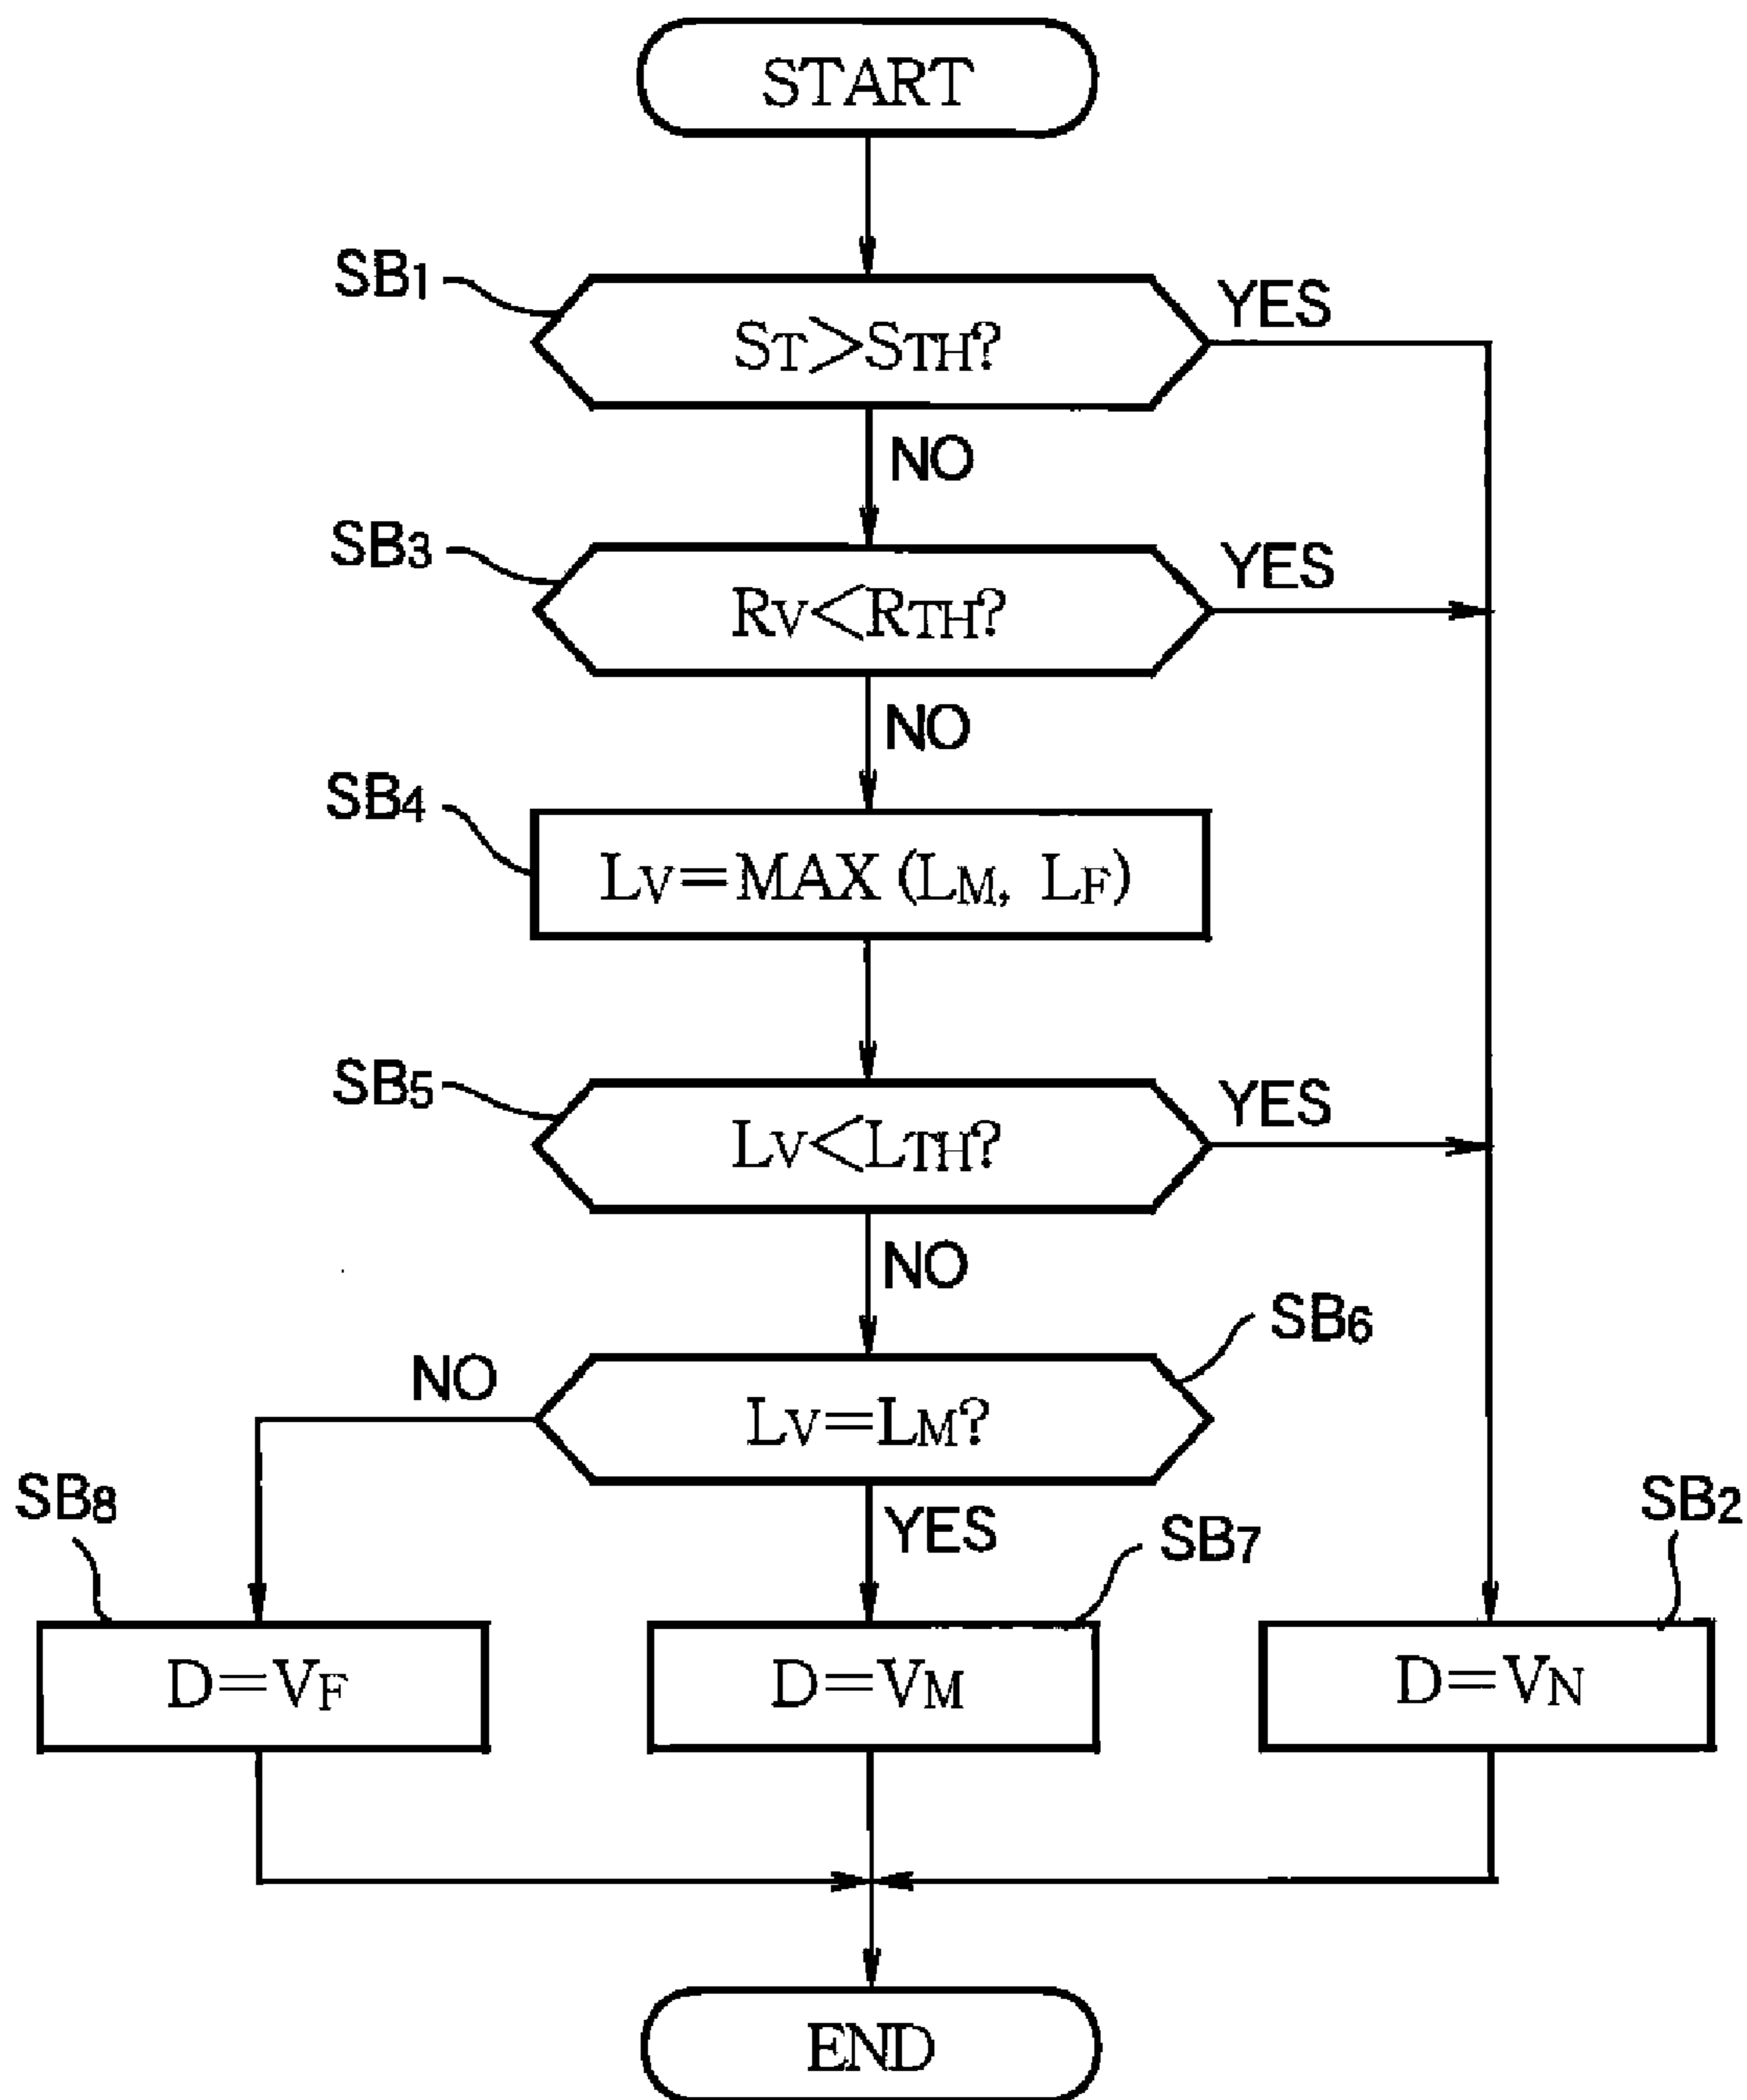 START
SB1
YES
ST>STH?
NO
SB3
YES
RV<RTH?
NO
SB4
LV=MAX (LM, LF)
SB5
YES
LV<LTH?
NO
SB6
NO
LV=LM?
SB8
YES
SB7
SB2
D=VF
D=VM
D=VN
END